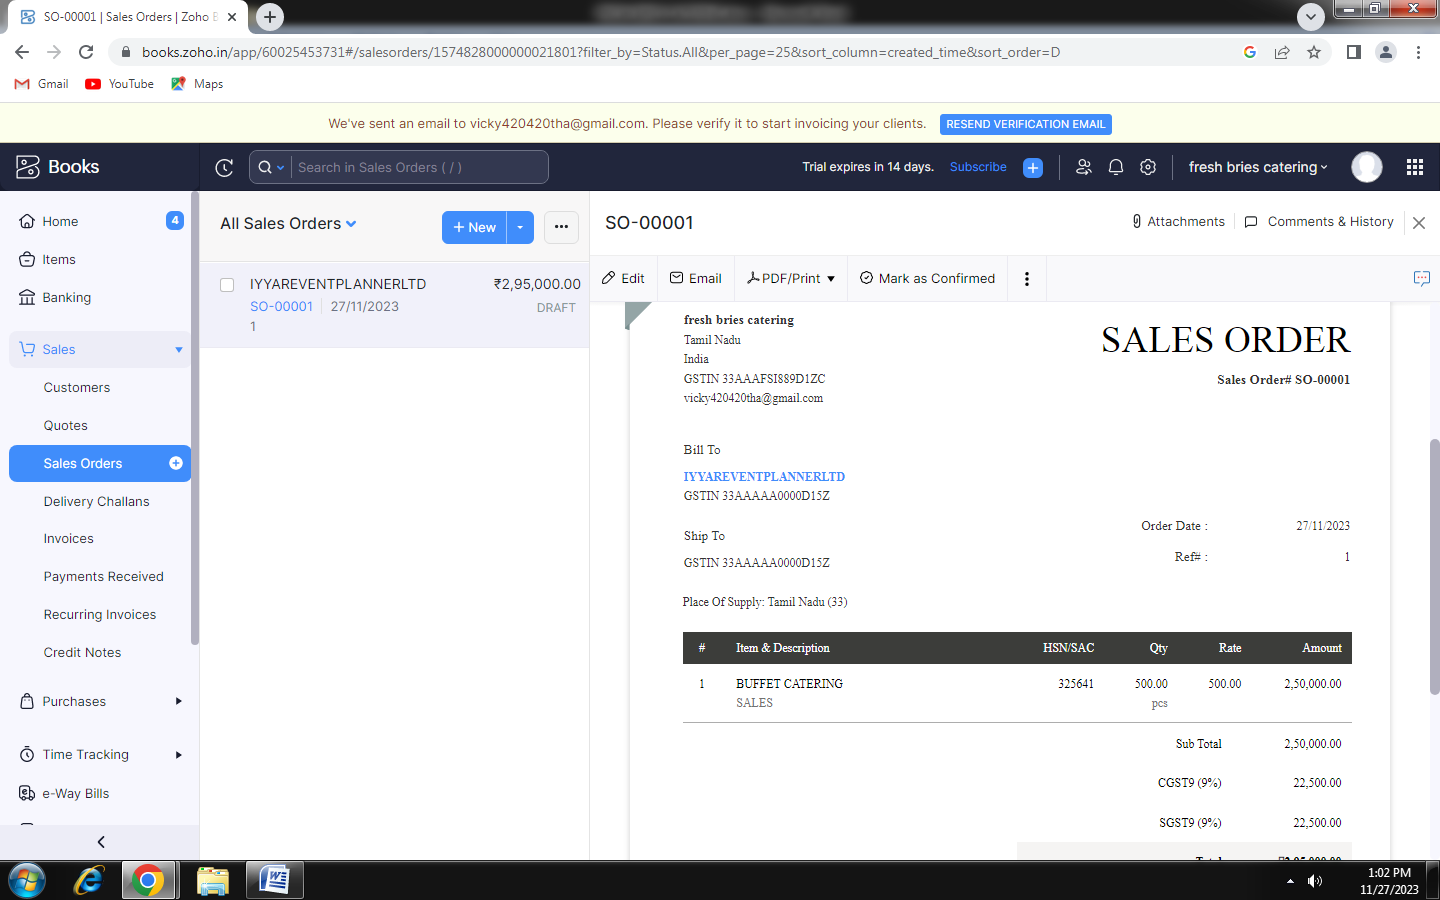 SO-00001 | Sales Orders | Zoho B
books.zoho.in/app/60025453731#/salesorders/1574828000000021801?filter_by=Status.All&per_page=25&sort_column=created_time&sort_order=D
Gmail YouTube Maps
We've sent an email to vicky420420tha@gmail.com. Please verify it to start invoicing your clients. RESEND VERIFICATION EMAIL
Books
Search in Sales Orders ( / )
Trial expires in 14 days. Subscribe
fresh bries catering
Home 4
Items
Banking
Sales
Customers
Quotes
Sales Orders
Delivery Challans
Invoices
Payments Received
Recurring Invoices
Credit Notes
Purchases
Time Tracking
e-Way Bills
All Sales Orders
+ New
IYYAREVENTPLANNERLTD ₹2,95,000.00
SO-00001 27/11/2023 DRAFT
1
SO-00001
Attachments Comments & History
Edit Email PDF/Print Mark as Confirmed
fresh bries catering
Tamil Nadu
India
GSTIN 33AAAFSI889D1ZC
vicky420420tha@gmail.com
SALES ORDER
Sales Order# SO-00001
Bill To
IYYAREVENTPLANNERLTD
GSTIN 33AAAAA0000D15Z
Ship To
GSTIN 33AAAAA0000D15Z
Order Date : 27/11/2023
Ref# : 1
Place Of Supply: Tamil Nadu (33)
# Item & Description HSN/SAC Qty Rate Amount
1 BUFFET CATERING 325641 500.00 500.00 2,50,000.00
SALES pcs
Sub Total 2,50,000.00
CGST9 (9%) 22,500.00
SGST9 (9%) 22,500.00
Total ₹2,95,000.00
1:02 PM
11/27/2023